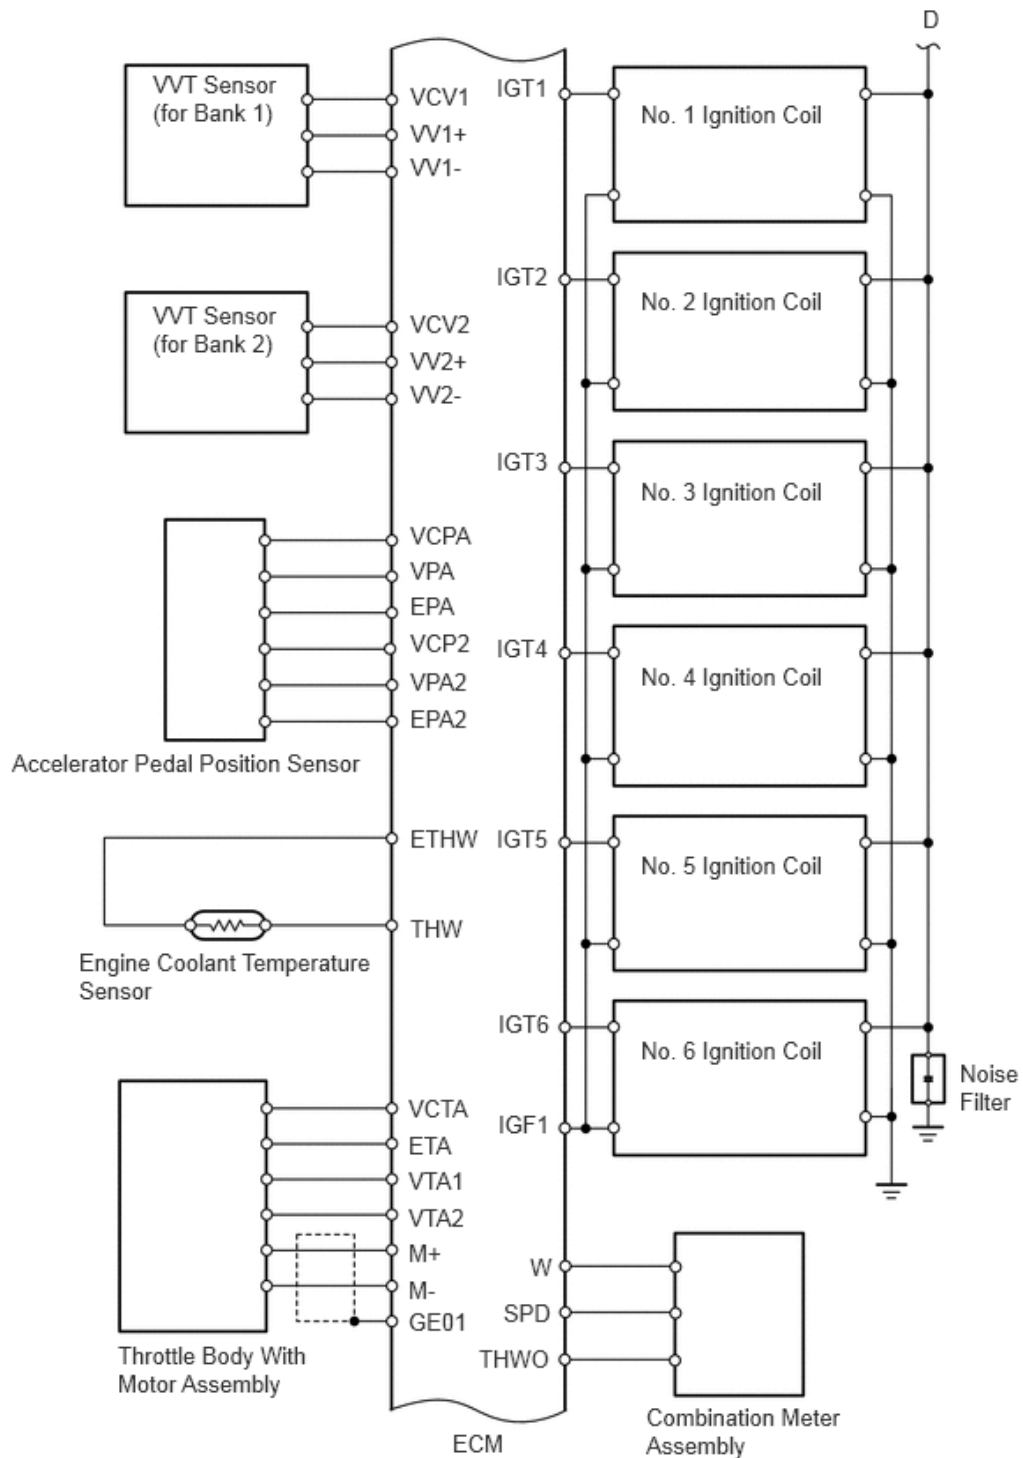 D
VVT Sensor
(for Bank 1)
VCV1
VV1+
VV1-
IGT1
No. 1 Ignition Coil
VVT Sensor
(for Bank 2)
VCV2
VV2+
VV2-
IGT2
No. 2 Ignition Coil
IGT3
No. 3 Ignition Coil
VCPA
VPA
EPA
VCP2
VPA2
EPA2
Accelerator Pedal Position Sensor
IGT4
No. 4 Ignition Coil
ETHW
THW
Engine Coolant Temperature
Sensor
IGT5
No. 5 Ignition Coil
IGT6
No. 6 Ignition Coil
IGF1
Noise
Filter
VCTA
ETA
VTA1
VTA2
M+
M-
GE01
Throttle Body With
Motor Assembly
W
SPD
THWO
Combination Meter
Assembly
ECM